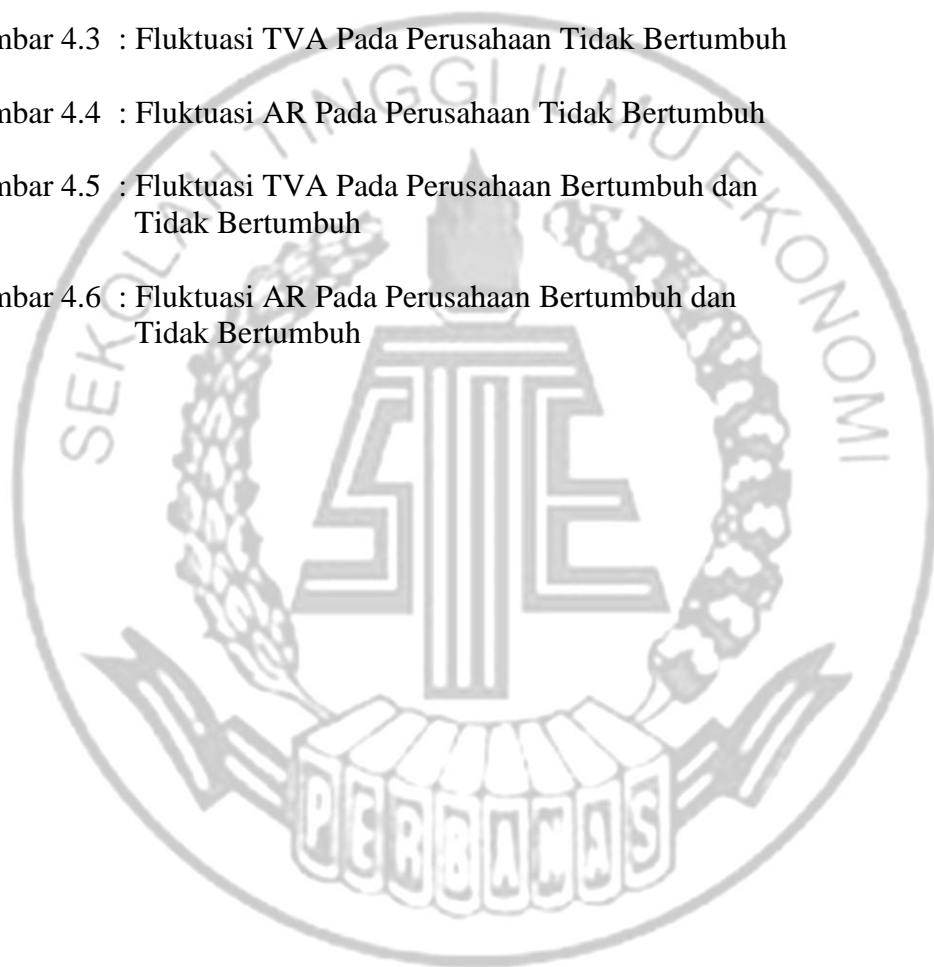 mbar 4.3 : Fluktuasi TVA Pada Perusahaan Tidak Bertumbuh
mbar 4.4 : Fluktuasi AR Pada Perusahaan Tidak Bertumbuh
mbar 4.5 : Fluktuasi TVA Pada Perusahaan Bertumbuh dan
Tidak Bertumbuh
mbar 4.6 : Fluktuasi AR Pada Perusahaan Bertumbuh dan
Tidak Bertumbuh
SEKOLAH TINGGI ILMU EKONOMI
STIE
PERBANAS